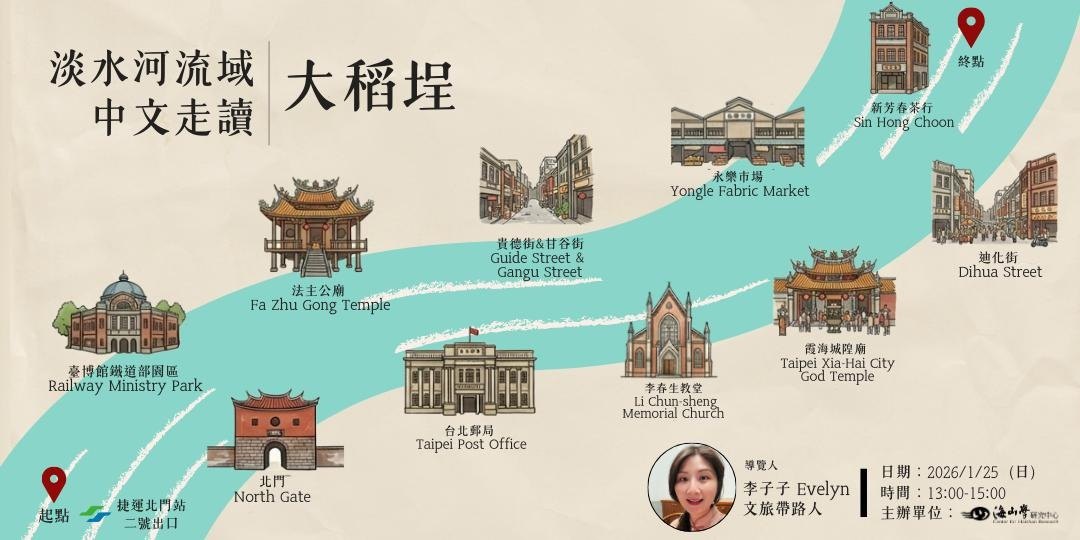 淡水河流域
中文走讀
大稻埕
終點
新芳春茶行
Sin Hong Choon
永樂市場
Yongle Fabric Market
貴德街&甘谷街
Guide Street &
Gangu Street
迪化街
Dihua Street
法主公廟
Fa Zhu Gong Temple
霞海城隍廟
Taipei Xia-Hai City
God Temple
臺博館鐵道部園區
Railway Ministry Park
李春生教堂
Li Chun-sheng
Memorial Church
台北郵局
Taipei Post Office
北門
North Gate
起點
捷運北門站
二號出口
導覽人
李子子 Evelyn
文旅帶路人
日期：2026/1/25（日）
時間：13:00-15:00
主辦單位：
海山學研究中心
Center for Haishan Research